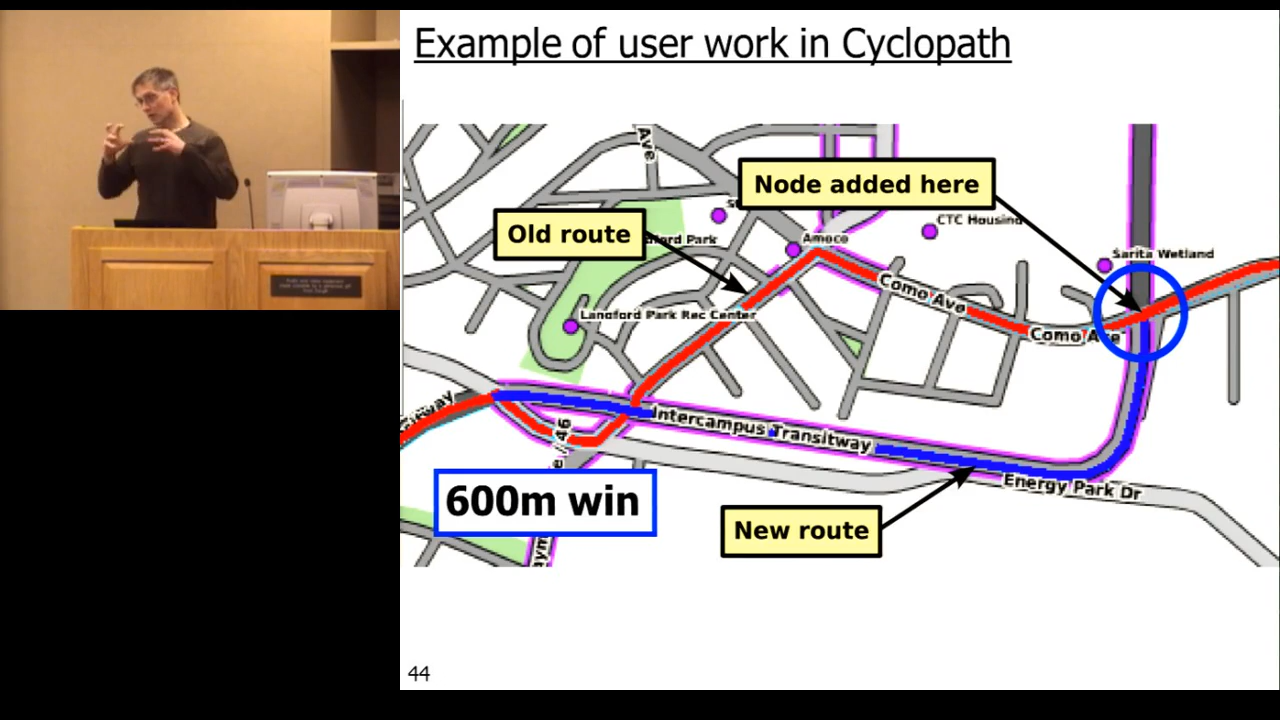 Example of user work in Cyclopath
Ave
Node added here
Old route
CTC Housing
Park
Amoco
Sarita Wetland
Como Ave
Langford Park Rec Center
Como Ave
Intercampus Transitway
Energy Park Dr
600m win
New route
44